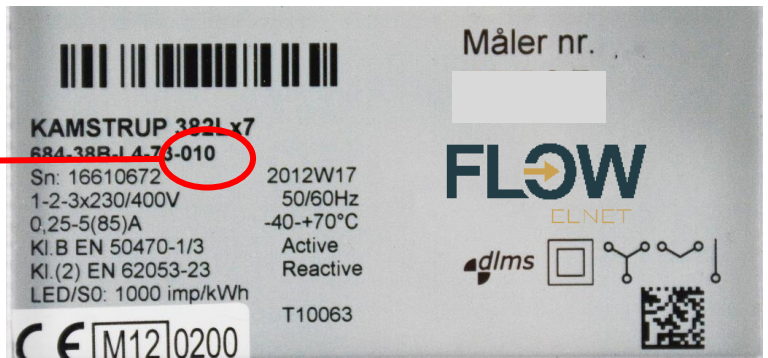 Måler nr.
KAMSTRUP 382Lx7
684-38B-L4-73-010
Sn: 16610672
2012W17
1-2-3x230/400V
50/60Hz
0,25-5(85)A
-40-+70°C
Kl.B EN 50470-1/3
Active
Kl.(2) EN 62053-23
Reactive
LED/S0: 1000 imp/kWh
T10063
CE M12 0200
FLOW
ELNET
dlms